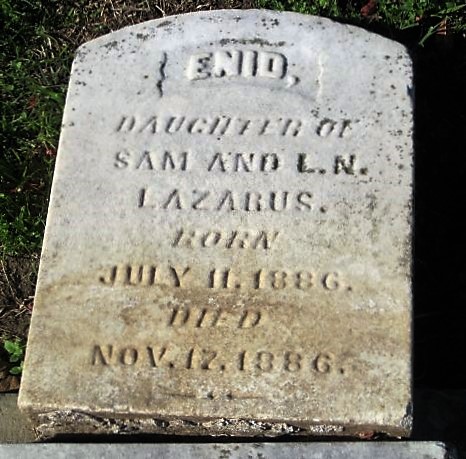 ENID,
DAUGHTER OF
SAM AND L.N.
LAZARUS.
BORN
JULY 11. 1886.
DIED
NOV. 17, 1886.